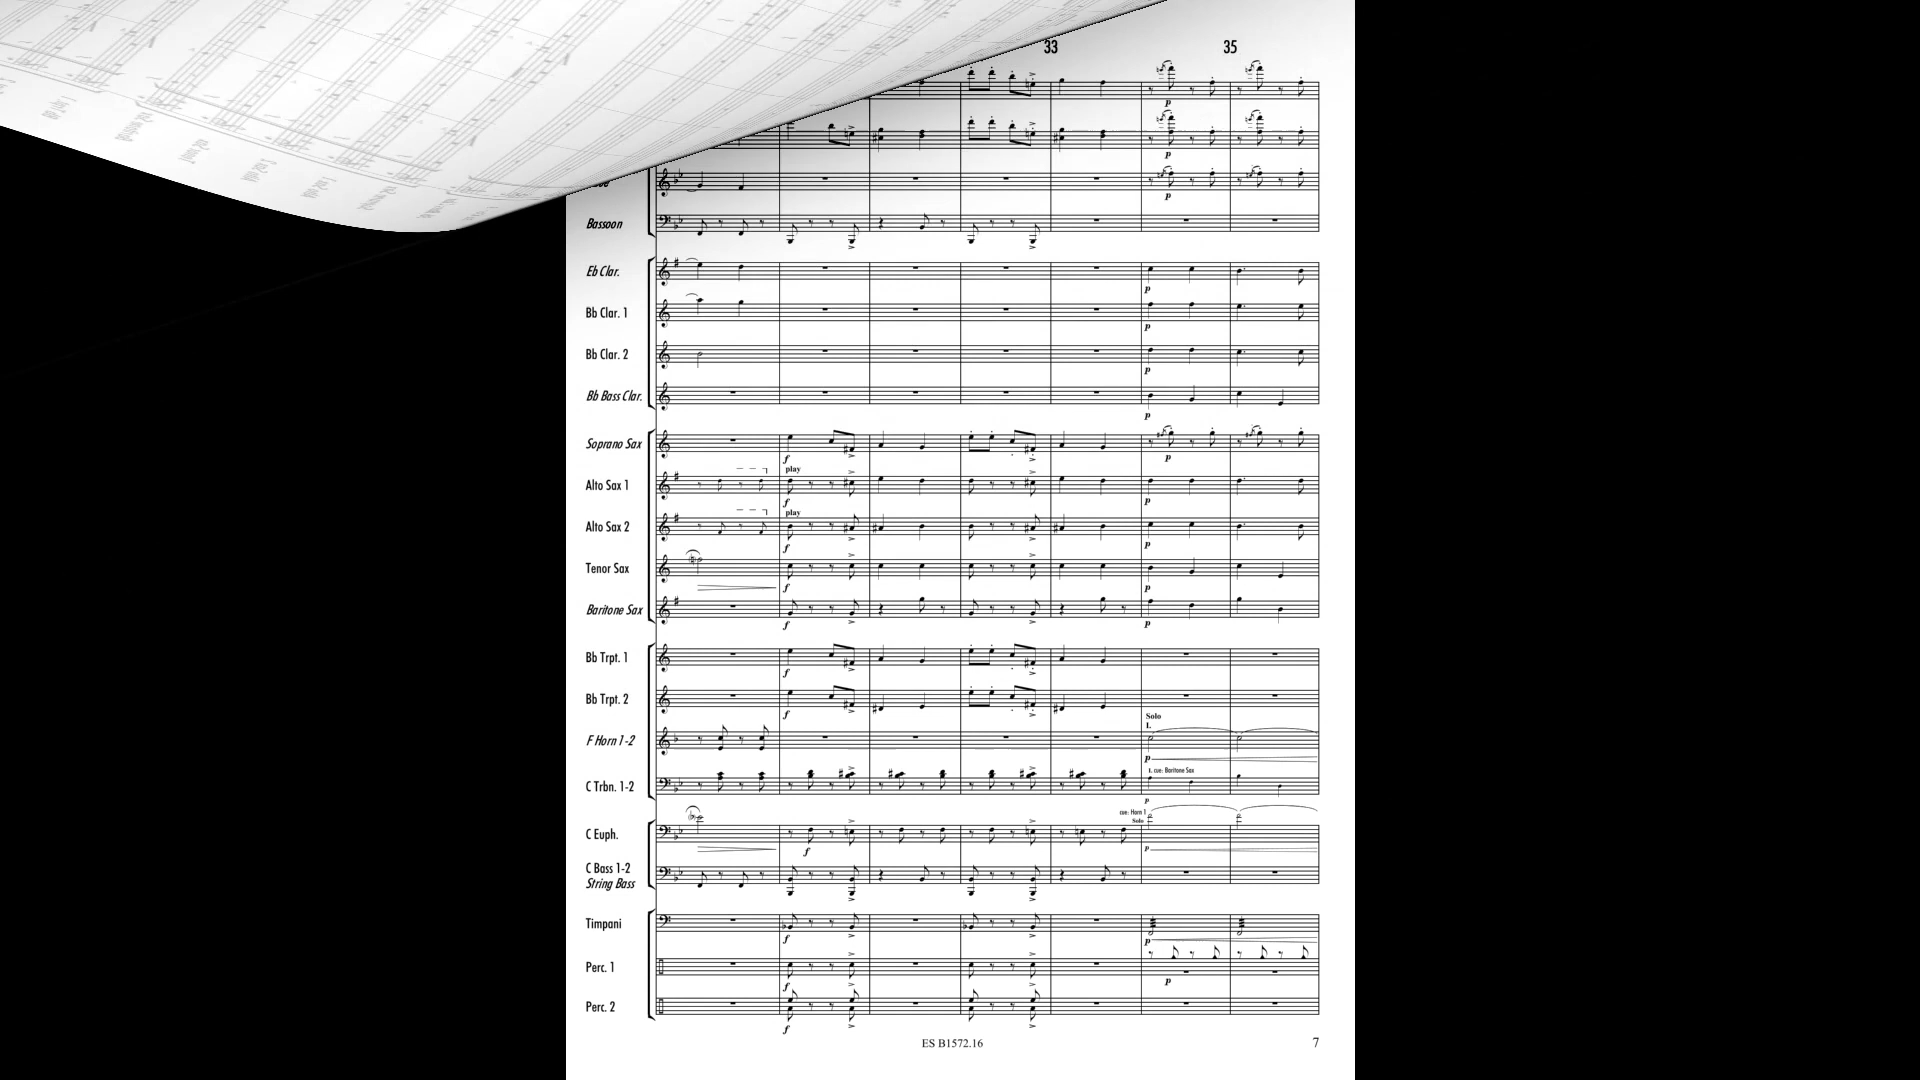 33 35
p
p
p
Bassoon
Eb Clar.
p
Bb Clar. 1
p
Bb Clar. 2
p
Bb Bass Clar.
p
Soprano Sax
f p
play
Alto Sax 1
f p
play
Alto Sax 2
f p
Tenor Sax
f p
Baritone Sax
f p
Bb Trpt. 1
f
Bb Trpt. 2
f
Solo
I.
F Horn 1-2
p
I. cue: Baritone Sax
C Trbn. 1-2
p
cue: Horn 1
Solo
C Euph.
f p
C Bass 1-2
String Bass
Timpani
f p
Perc. 1
f p
Perc. 2
f
ES B1572.16 7